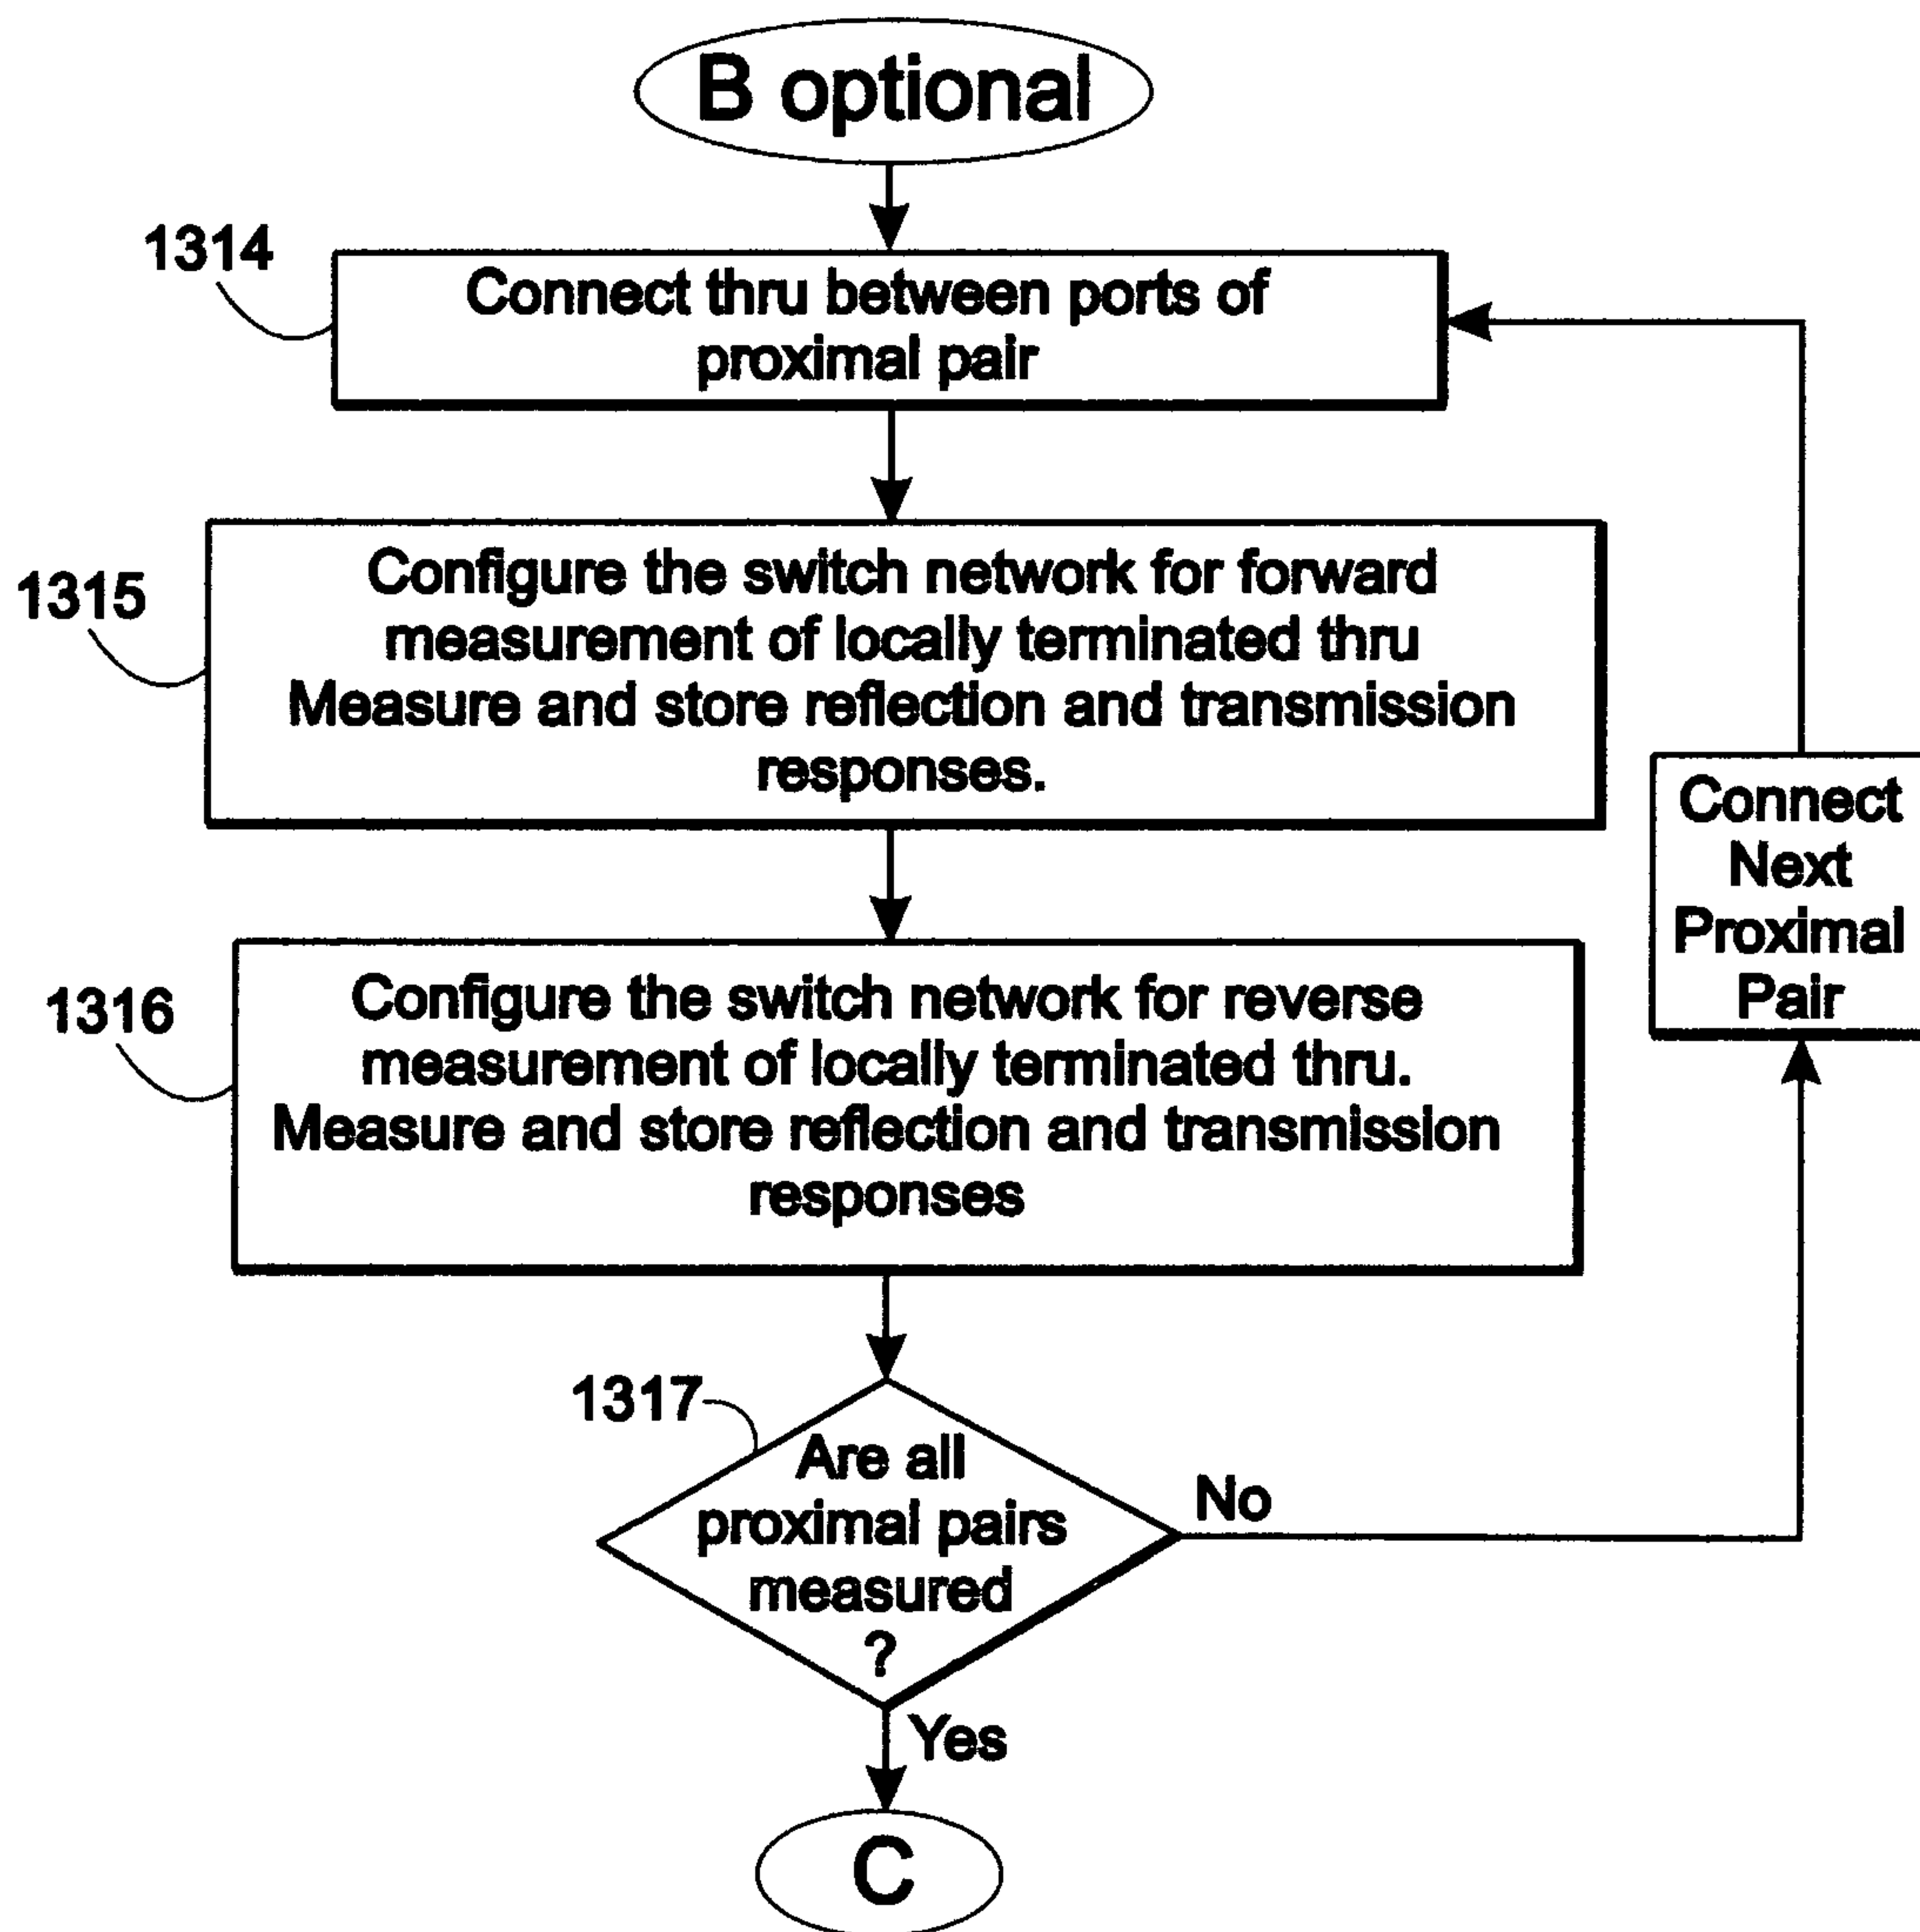 B optional
1314
Connect thru between ports of
proximal pair
1315
Configure the switch network for forward
measurement of locally terminated thru
Measure and store reflection and transmission
responses.
Connect
Next
Proximal
Pair
1316
Configure the switch network for reverse
measurement of locally terminated thru.
Measure and store reflection and transmission
responses
1317
Are all
proximal pairs
measured
?
No
Yes
C